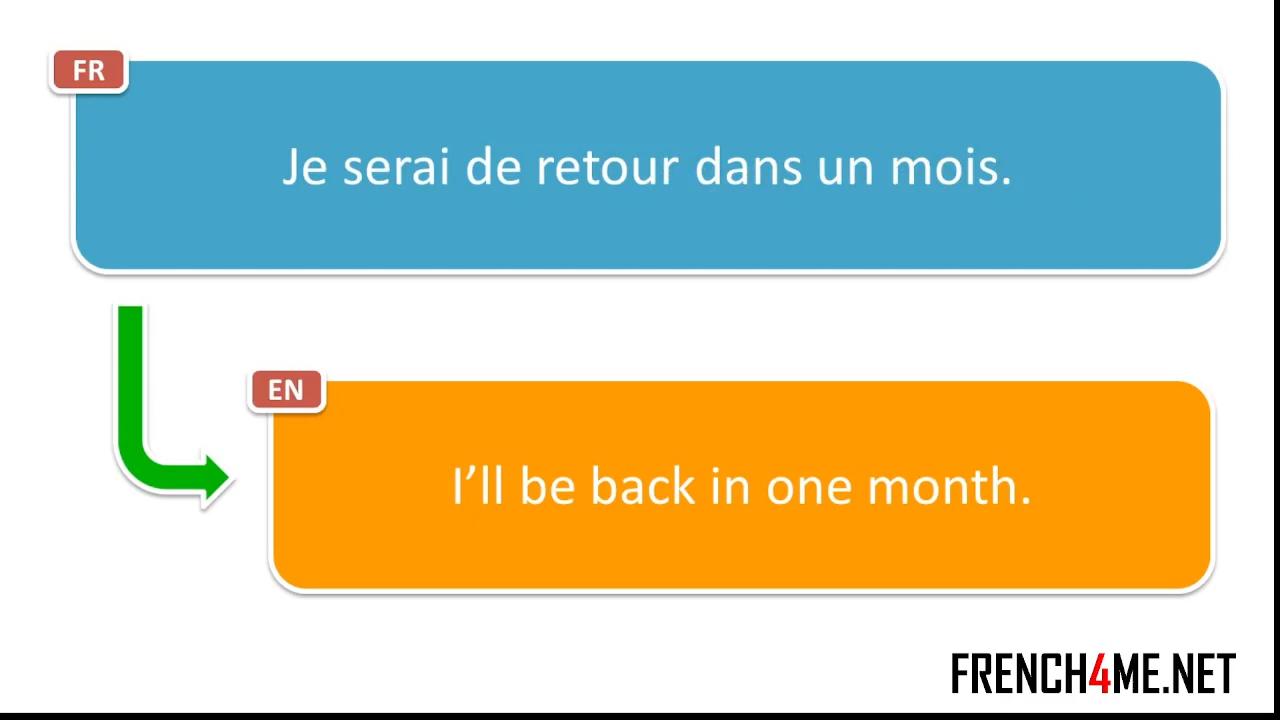 FR
Je serai de retour dans un mois.
EN
I’ll be back in one month.
FRENCH4ME.NET